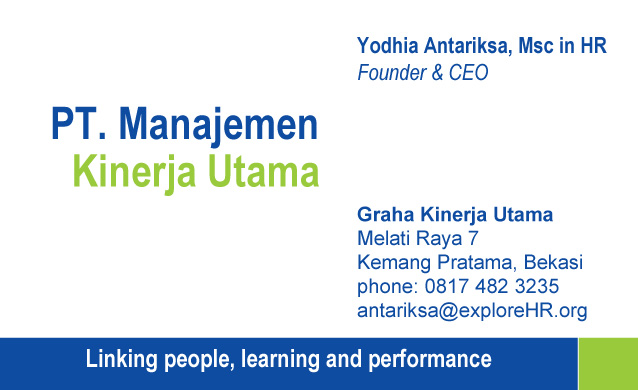 Yodhia Antariksa, Msc in HR
Founder & CEO
PT. Manajemen
Kinerja Utama
Graha Kinerja Utama
Melati Raya 7
Kemang Pratama, Bekasi
phone: 0817 482 3235
antariksa@exploreHR.org
Linking people, learning and performance